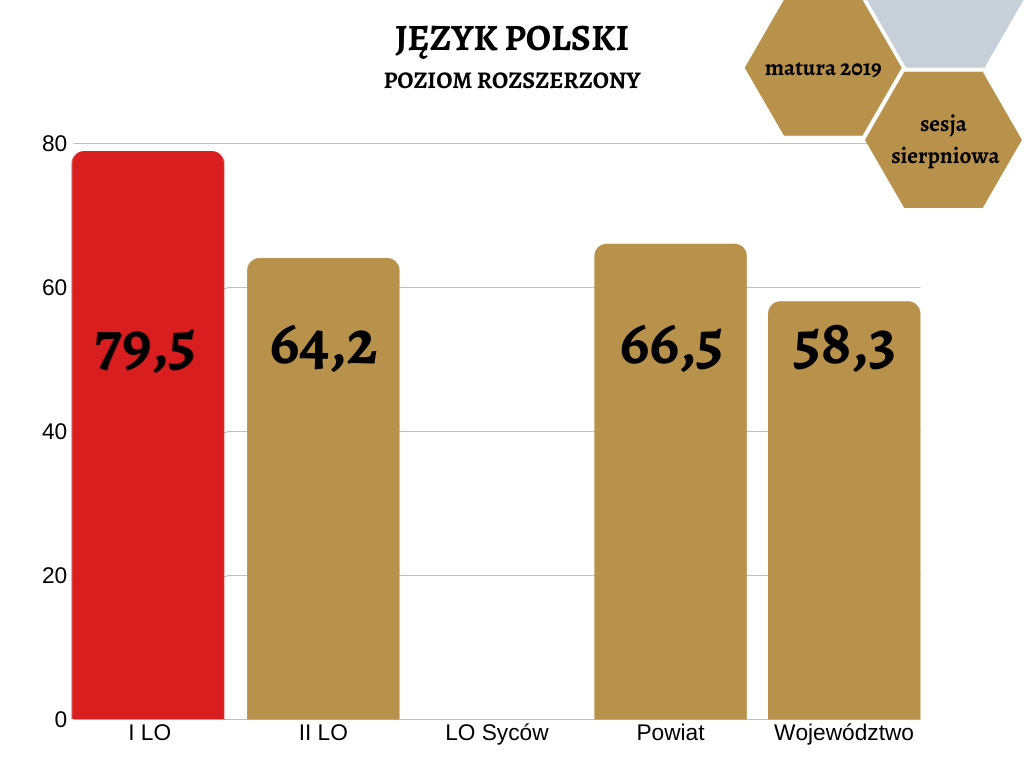 JĘZYK POLSKI
POZIOM ROZSZERZONY
matura 2019
sesja
sierpniowa
80
60
40
20
0
79,5
64,2
66,5
58,3
I LO
II LO
LO Syców
Powiat
Województwo